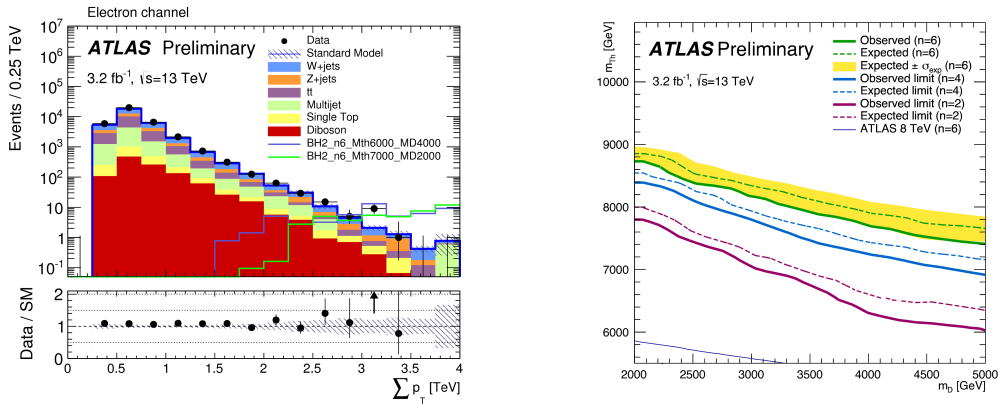 Electron channel
ATLAS Preliminary
3.2 fb⁻¹, √s=13 TeV
Data
Standard Model
W+jets
Z+jets
tt
Multijet
Single Top
Diboson
BH2_n6_Mth6000_MD4000
BH2_n6_Mth7000_MD2000
Events / 0.25 TeV
10⁷
10⁶
10⁵
10⁴
10³
10²
10
1
10⁻¹
Data / SM
2
1
0
0 0.5 1 1.5 2 2.5 3 3.5 4
∑ p_T [TeV]
m_Th [GeV]
ATLAS Preliminary
3.2 fb⁻¹, √s=13 TeV
Observed (n=6)
Expected (n=6)
Expected ± σ_exp (n=6)
Observed limit (n=4)
Expected limit (n=4)
Observed limit (n=2)
Expected limit (n=2)
ATLAS 8 TeV (n=6)
10000
9000
8000
7000
6000
2000 2500 3000 3500 4000 4500 5000
m_D [GeV]